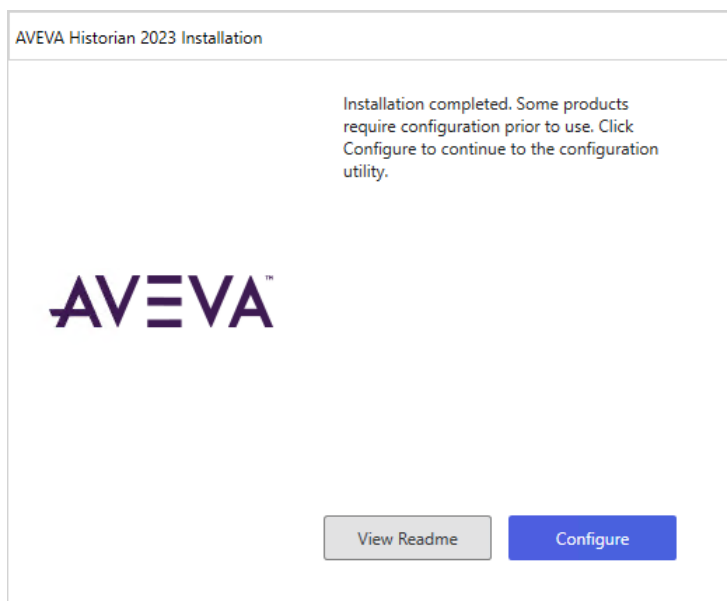 AVEVA Historian 2023 Installation
Installation completed. Some products
require configuration prior to use. Click
Configure to continue to the configuration
utility.
AVEVA™
View Readme
Configure